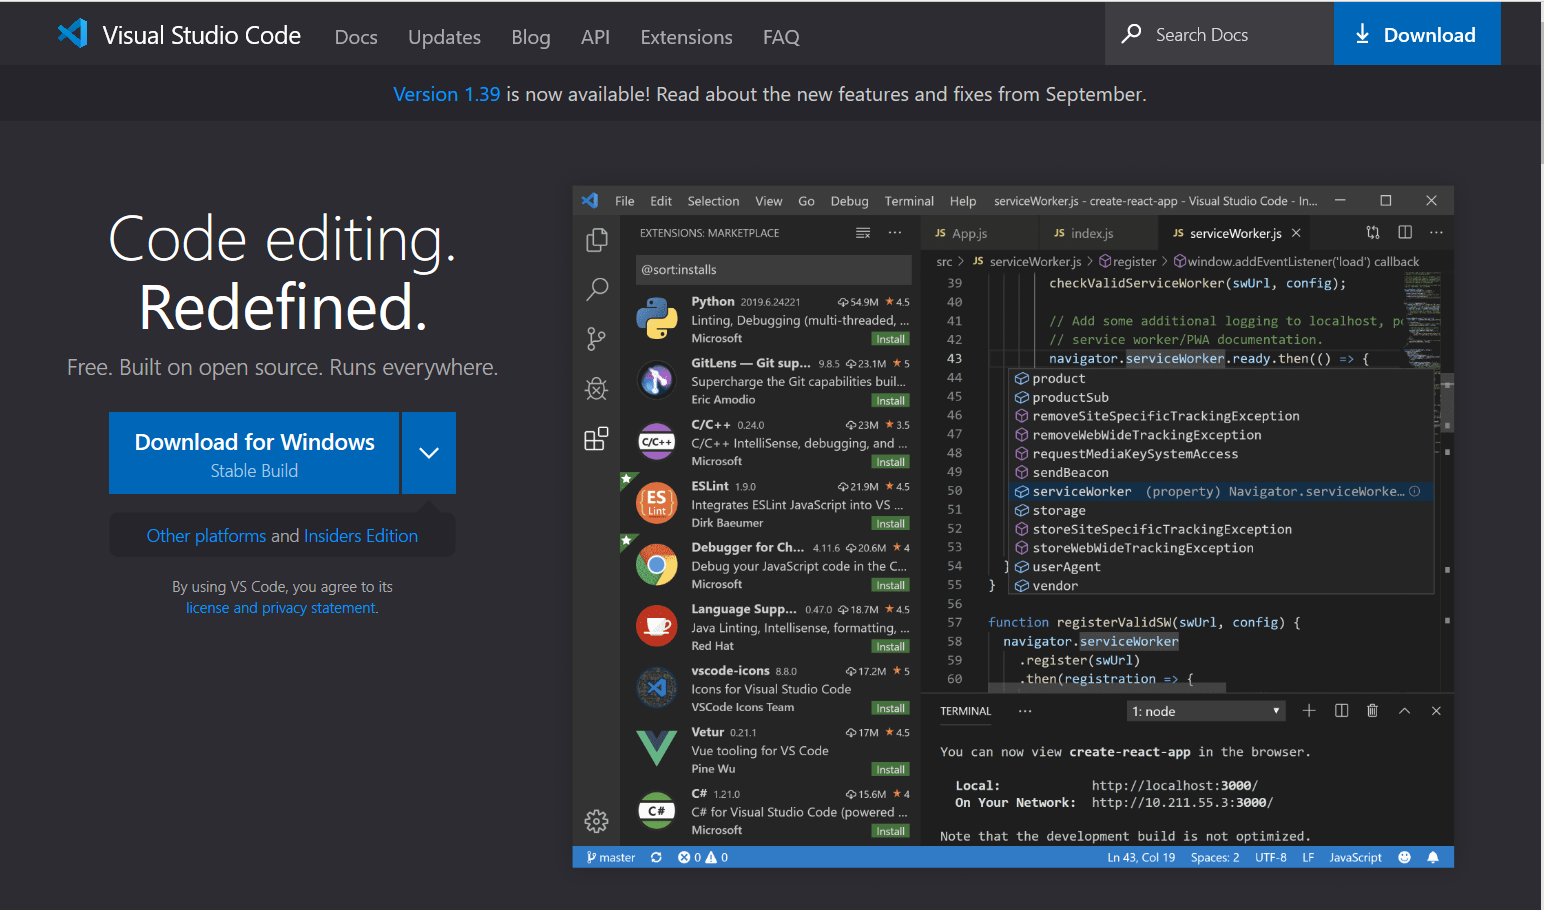 Visual Studio Code Docs Updates Blog API Extensions FAQ Search Docs Download
Version 1.39 is now available! Read about the new features and fixes from September.
Code editing.
Redefined.
Free. Built on open source. Runs everywhere.
Download for Windows
Stable Build
Other platforms and Insiders Edition
By using VS Code, you agree to its
license and privacy statement.
File Edit Selection View Go Debug Terminal Help serviceWorker.js - create-react-app - Visual Studio Code - In...
EXTENSIONS: MARKETPLACE
@sort:installs
Python 2019.6.24221 54.9M ★ 4.5
Linting, Debugging (multi-threaded, ...
Microsoft Install
GitLens — Git sup... 9.8.5 23.1M ★ 5
Supercharge the Git capabilities buil...
Eric Amodio Install
C/C++ 0.24.0 23M ★ 3.5
C/C++ IntelliSense, debugging, and ...
Microsoft Install
C/C++
ESLint 1.9.0 21.9M ★ 4.5
Integrates ESLint JavaScript into VS ...
Dirk Baeumer Install
ES
Lint
Debugger for Ch... 4.11.6 20.6M ★ 4
Debug your JavaScript code in the C...
Microsoft Install
Language Supp... 0.47.0 18.7M ★ 4.5
Java Linting, Intellisense, formatting, ...
Red Hat Install
vscode-icons 8.8.0 17.2M ★ 5
Icons for Visual Studio Code
VSCode Icons Team Install
Vetur 0.21.1 17M ★ 4.5
Vue tooling for VS Code
Pine Wu Install
C# 1.21.0 15.6M ★ 4
C# for Visual Studio Code (powered ...
Microsoft Install
C#
JS App.js JS index.js JS serviceWorker.js
src > JS serviceWorker.js > register > window.addEventListener('load') callback
39 checkValidServiceWorker(swUrl, config);
40
41 // Add some additional logging to localhost, po
42 // service worker/PWA documentation.
43 navigator.serviceWorker.ready.then(() => {
44 product
45 productSub
46 removeSiteSpecificTrackingException
47 removeWebWideTrackingException
48 requestMediaKeySystemAccess
49 sendBeacon
50 serviceWorker (property) Navigator.serviceWorke...
51 storage
52 storeSiteSpecificTrackingException
53 storeWebWideTrackingException
54 } userAgent
55 } vendor
56
57 function registerValidSW(swUrl, config) {
58 navigator.serviceWorker
59 .register(swUrl)
60 .then(registration => {
TERMINAL ... 1: node
You can now view create-react-app in the browser.
Local: http://localhost:3000/
On Your Network: http://10.211.55.3:3000/
Note that the development build is not optimized.
master 0 0 Ln 43, Col 19 Spaces: 2 UTF-8 LF JavaScript